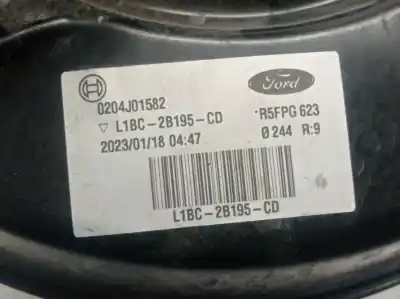 Ford
0204J01582
R5FPG 623
▽ L1BC-2B195-CD
2023/01/18 04:47
Ø 244 R:9
L1BC-2B195-CD